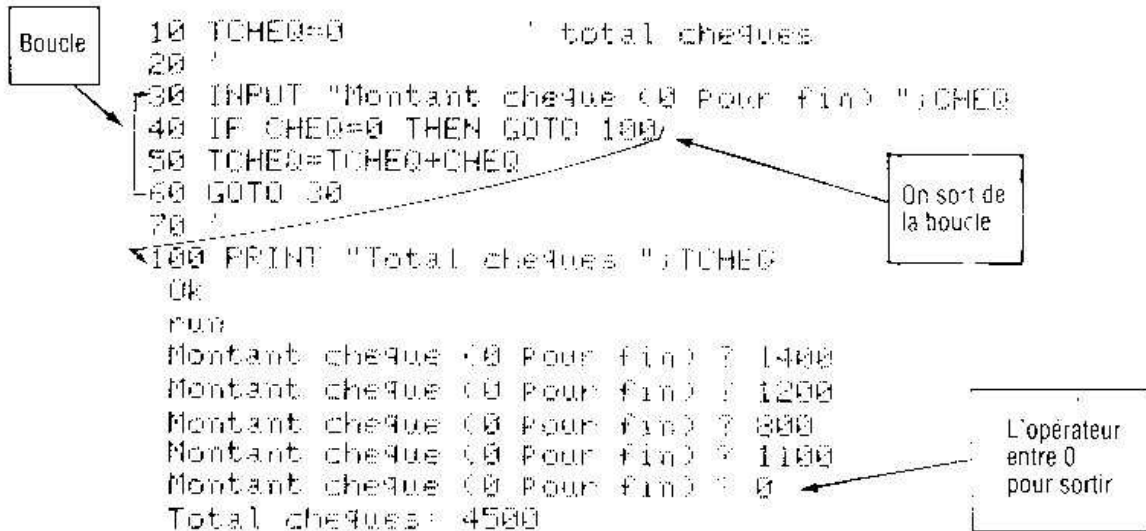 Boucle
10 TCHEQ=0 ' total cheques
20 '
30 INPUT "Montant cheque (0 Pour fin) ";CHEQ
40 IF CHEQ=0 THEN GOTO 100
50 TCHEQ=TCHEQ+CHEQ
60 GOTO 30
70 '
100 PRINT "Total cheques ";TCHEQ
On sort de
la boucle
Ok
run
Montant cheque (0 Pour fin) ? 1400
Montant cheque (0 Pour fin) ? 1200
Montant cheque (0 Pour fin) ? 800
Montant cheque (0 Pour fin) ? 1100
Montant cheque (0 Pour fin) ? 0
Total cheques: 4500
L'opérateur
entre 0
pour sortir